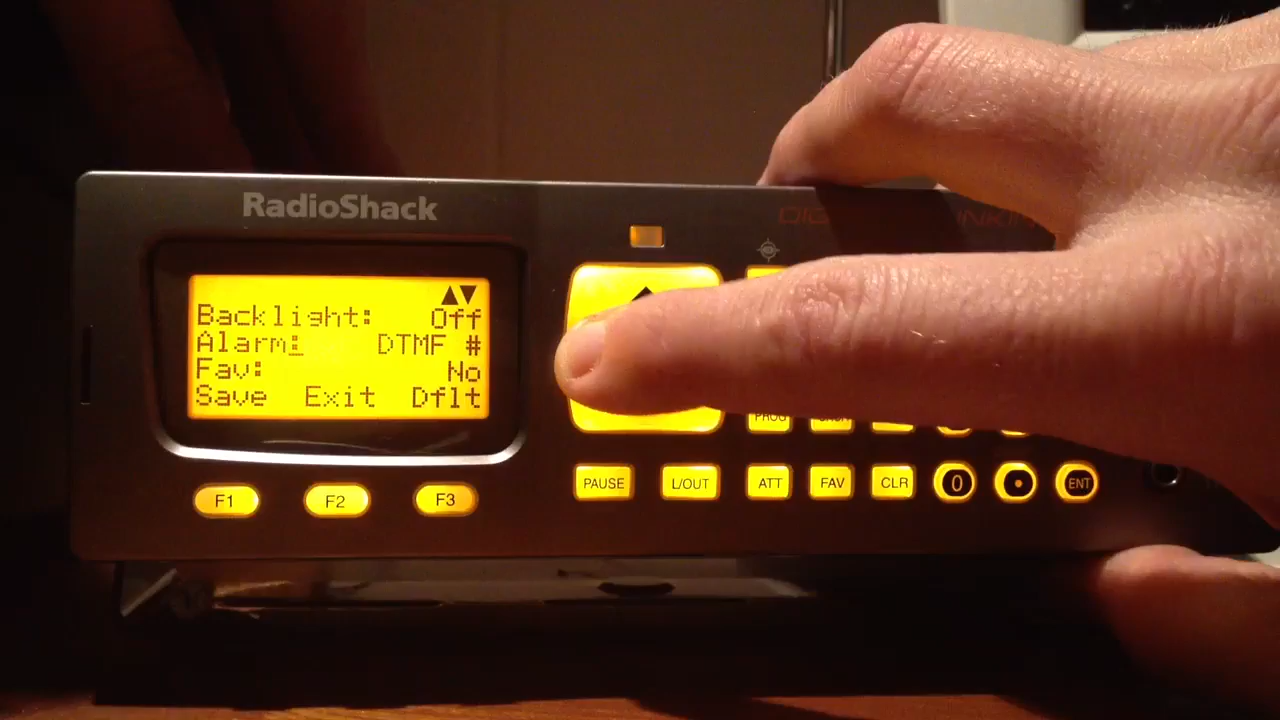 RadioShack
▲▼
Backlight: Off
Alarm: DTMF #
Fav: No
Save Exit Dflt
F1 F2 F3
PROG
PAUSE L/OUT ATT FAV CLR 0 • ENT